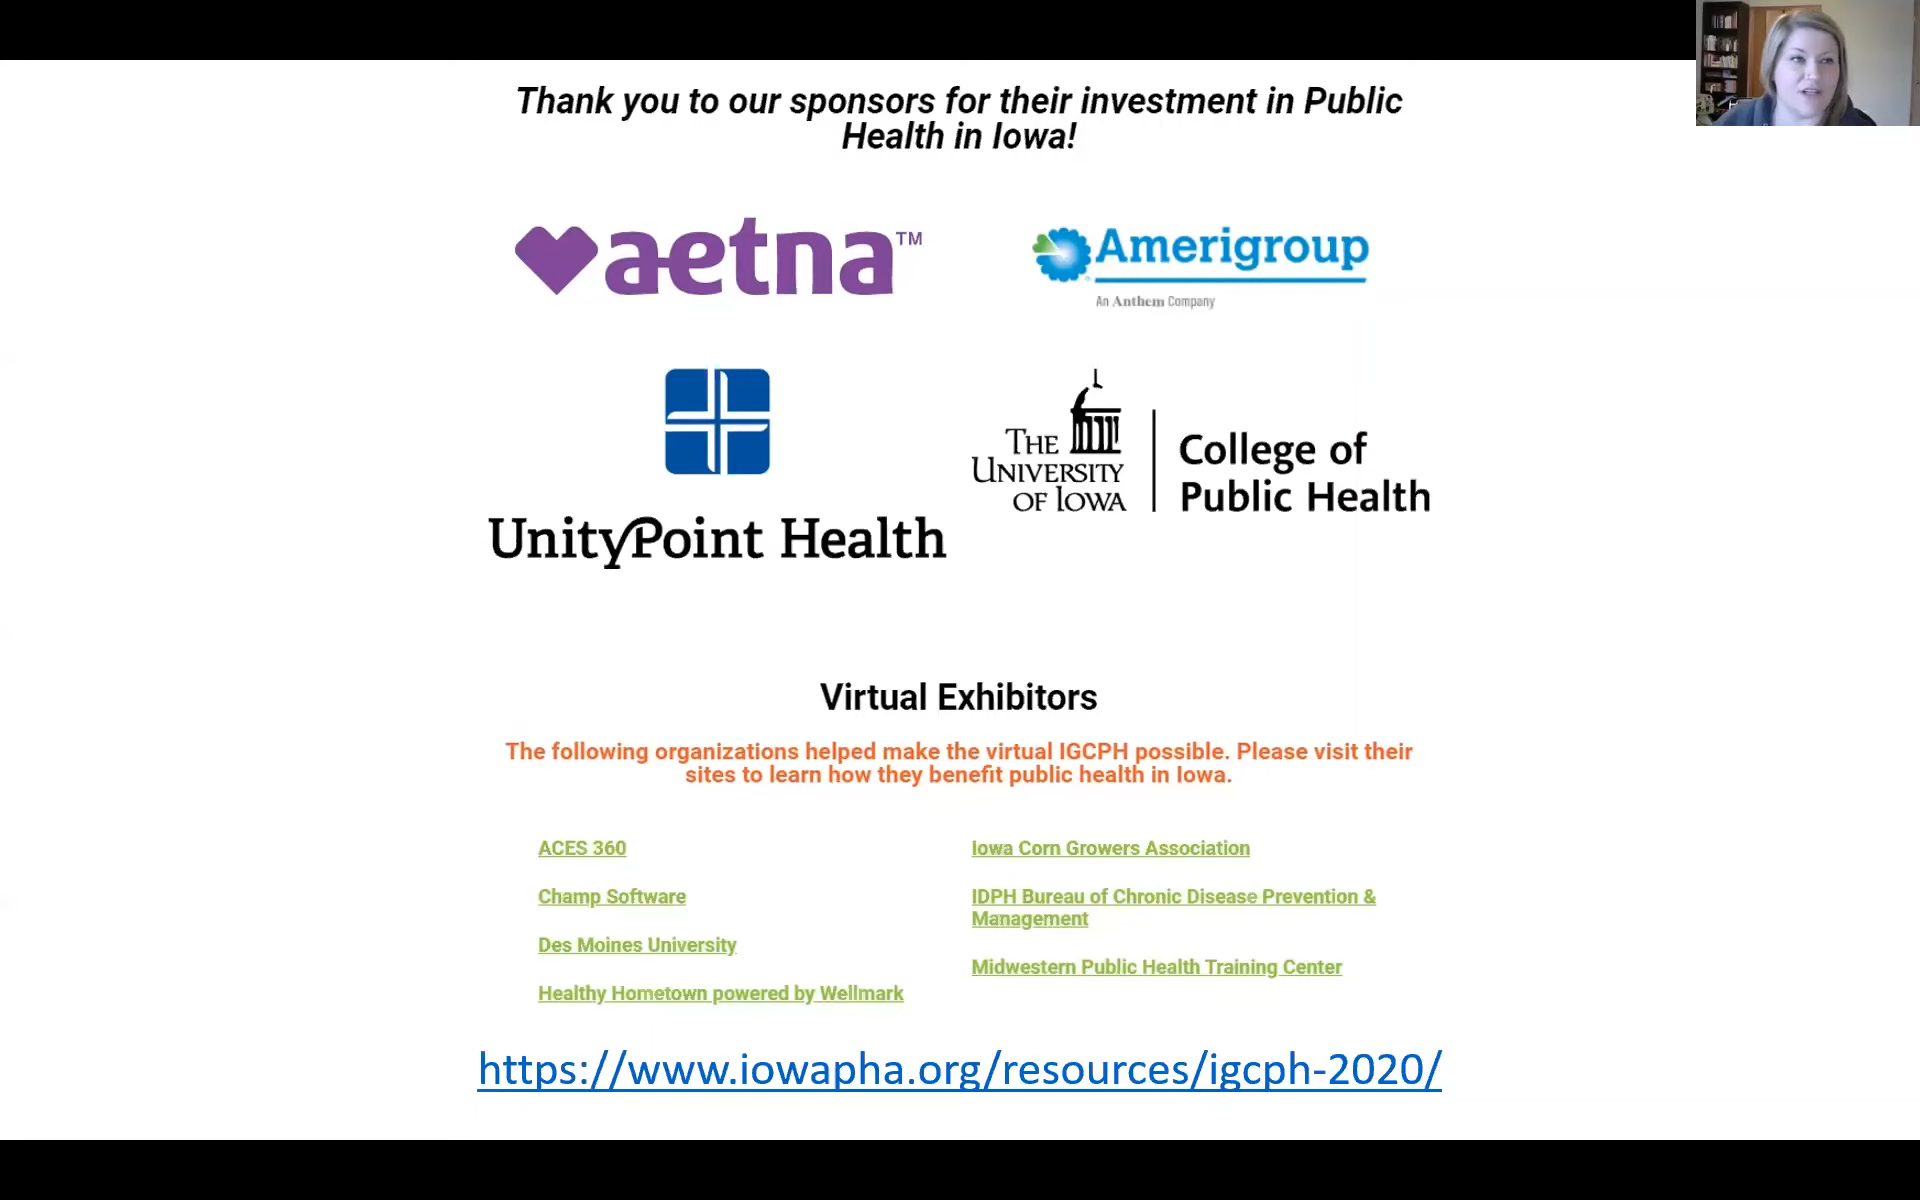 Thank you to our sponsors for their investment in Public
Health in Iowa!
aetna™
Amerigroup
An Anthem Company
UnityPoint Health
THE
UNIVERSITY
OF IOWA
College of
Public Health
Virtual Exhibitors
The following organizations helped make the virtual IGCPH possible. Please visit their
sites to learn how they benefit public health in Iowa.
ACES 360
Champ Software
Des Moines University
Healthy Hometown powered by Wellmark
Iowa Corn Growers Association
IDPH Bureau of Chronic Disease Prevention &
Management
Midwestern Public Health Training Center
https://www.iowapha.org/resources/igcph-2020/